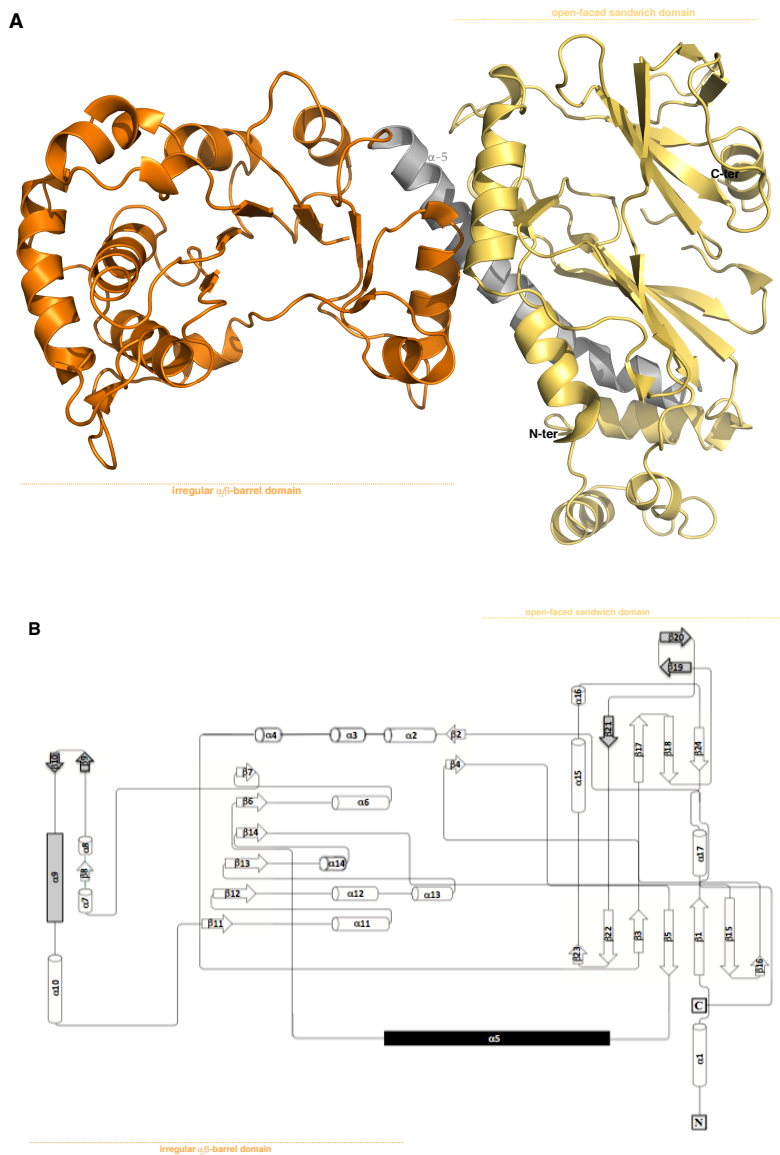 open-faced sandwich domain
A
α-5
C-ter
N-ter
irregular α/β-barrel domain
open-faced sandwich domain
B
β20
β19
α16
β21
β10
β9
α4
α3
α2
β2
β17
β18
β24
β7
β4
α15
β6
α6
β14
α8
α17
β13
α14
α9
β8
β12
α12
α13
α7
β11
α11
β22
β3
β5
β1
β15
β23
β16
α10
C
α5
α1
N
irregular α/β-barrel domain